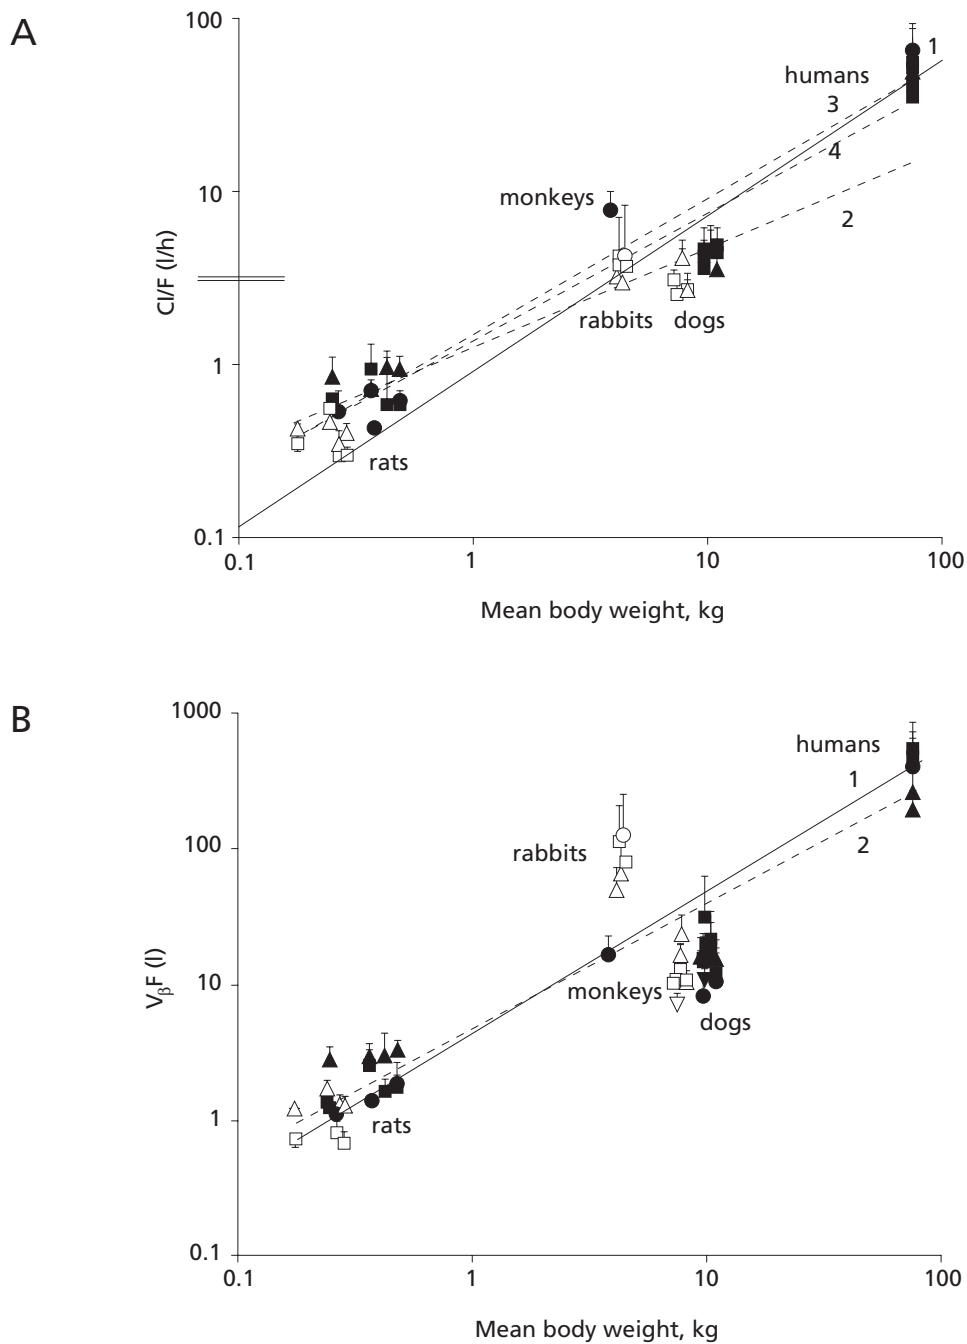 A
100
10
1
0.1
Cl/F (l/h)
humans
1
3
4
2
monkeys
rabbits
dogs
rats
0.1
1
10
100
Mean body weight, kg
B
1000
100
10
1
0.1
VβF (l)
humans
1
2
rabbits
monkeys
dogs
rats
0.1
1
10
100
Mean body weight, kg